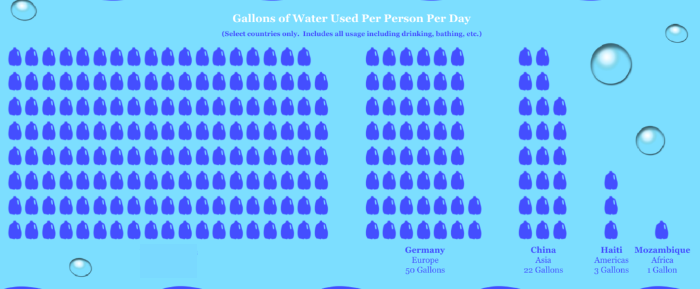 Gallons of Water Used Per Person Per Day
(Select countries only. Includes all usage including drinking, bathing, etc.)
Germany
Europe
50 Gallons
China
Asia
22 Gallons
Haiti
Americas
3 Gallons
Mozambique
Africa
1 Gallon